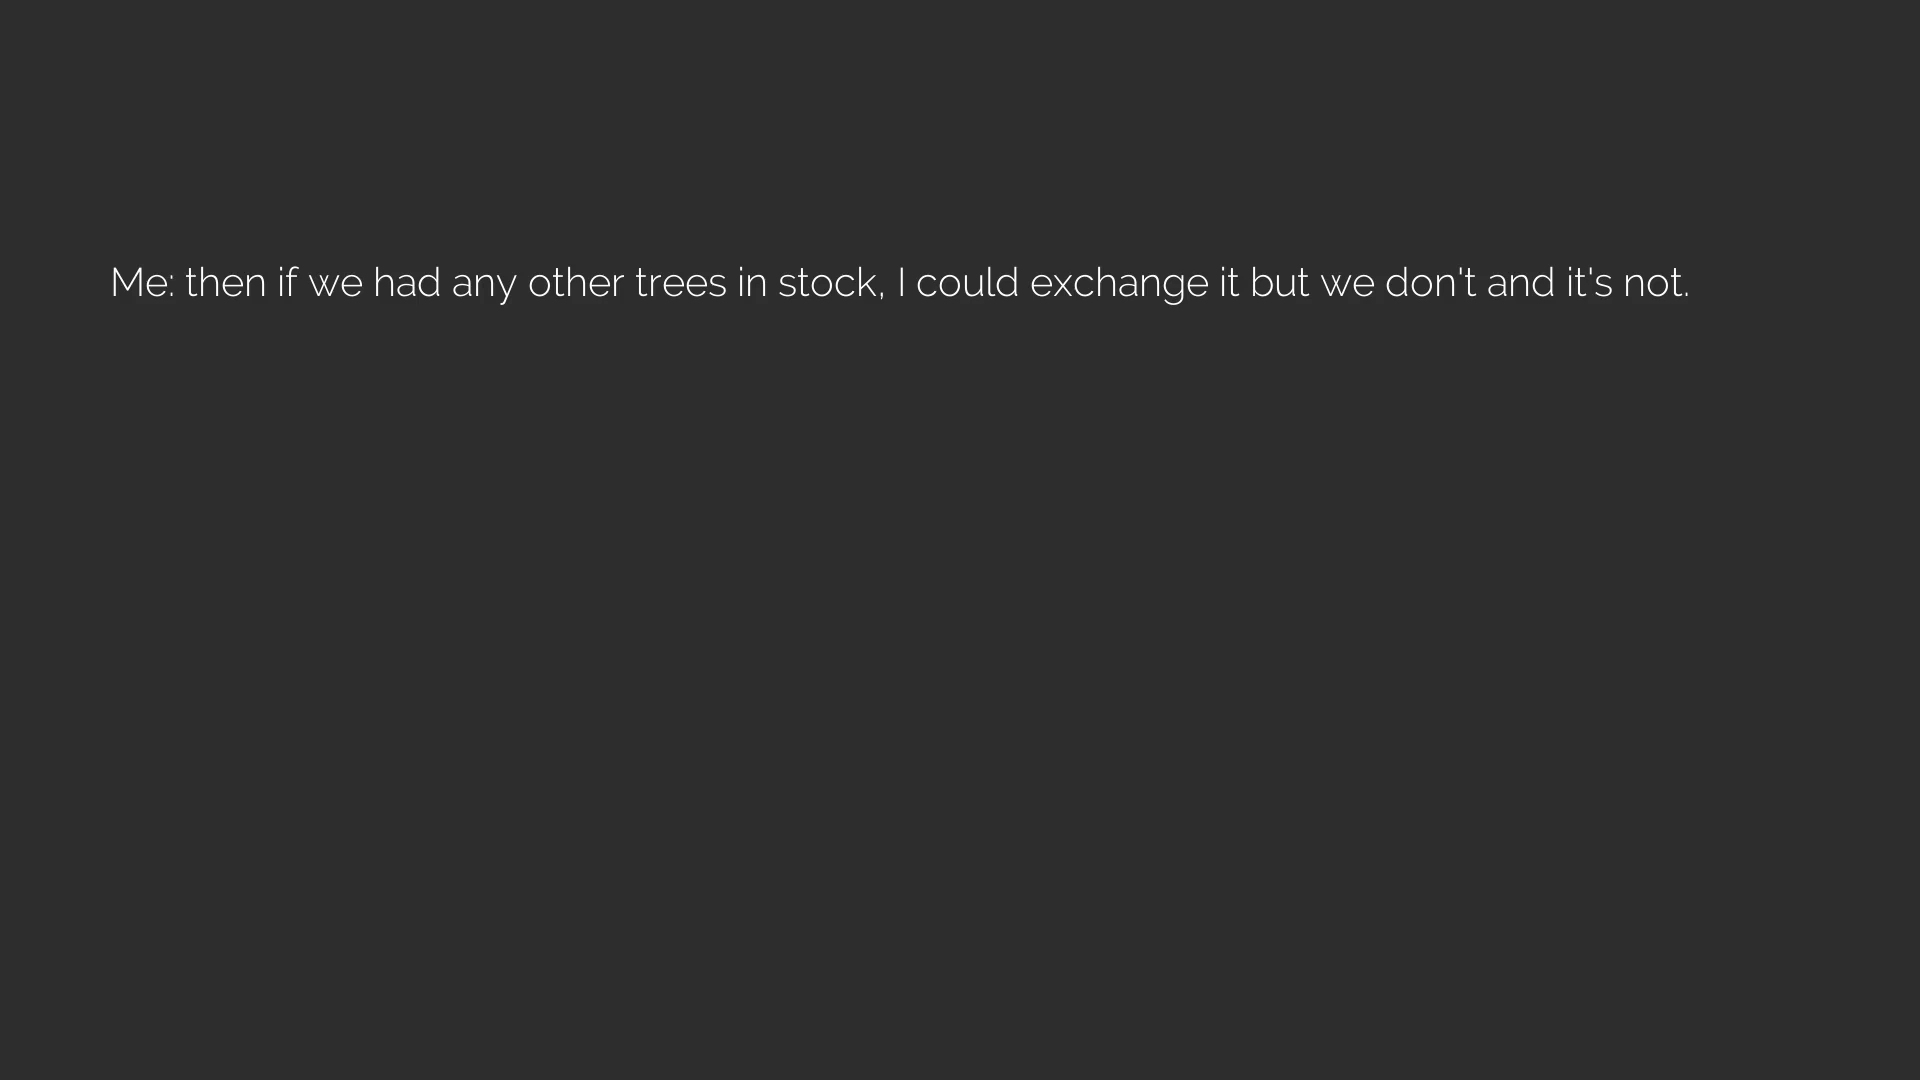 Me: then if we had any other trees in stock, I could exchange it but we don't and it's not.